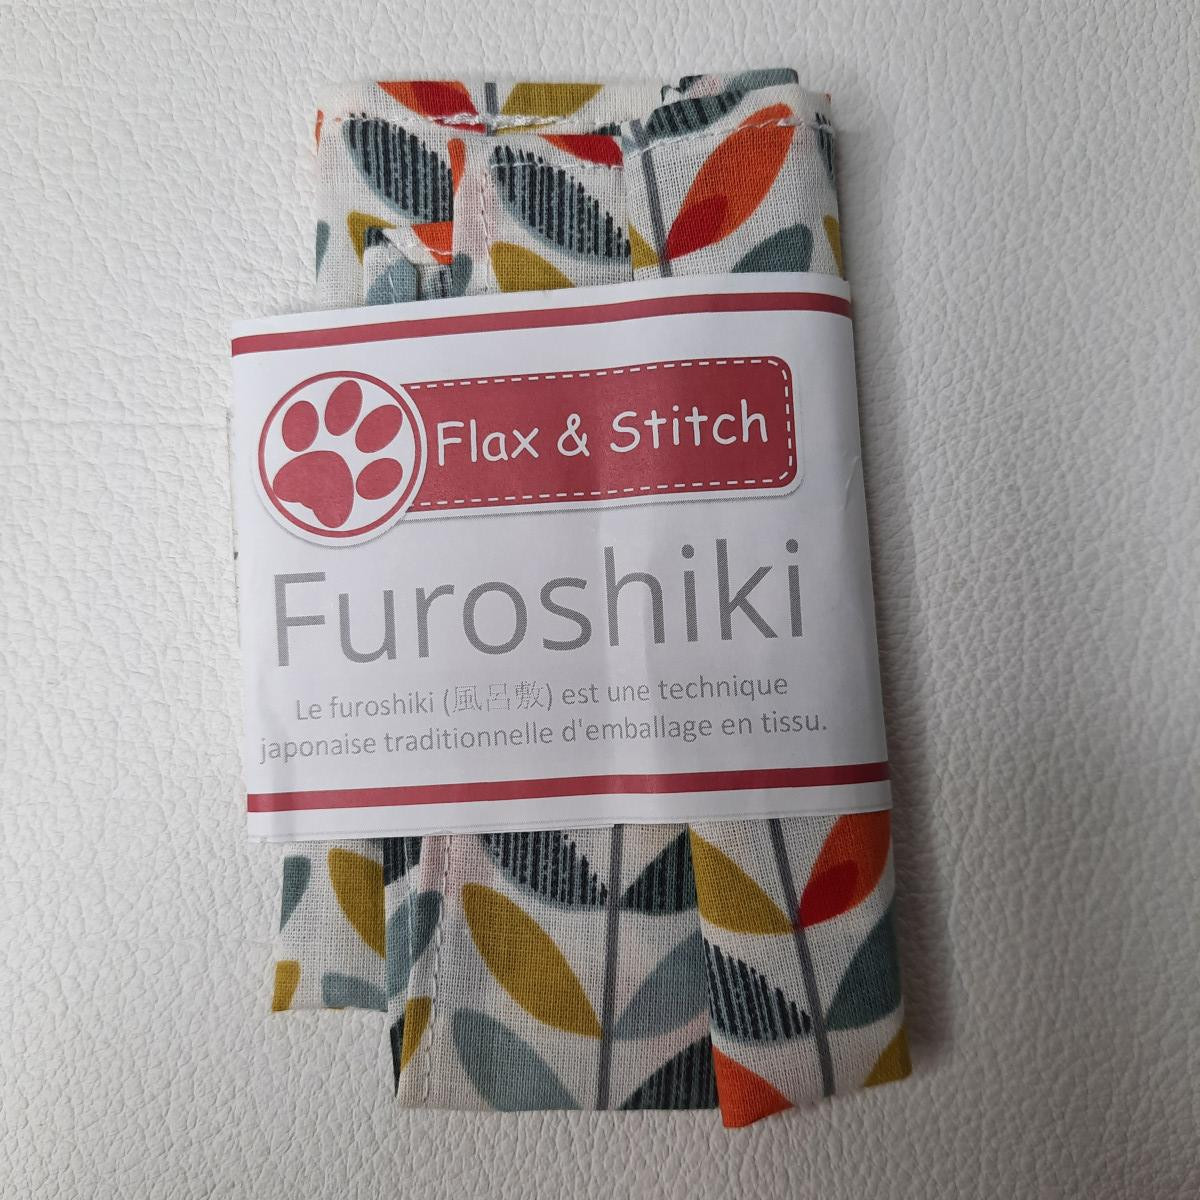 Flax & Stitch
Furoshiki
Le furoshiki (風呂敷) est une technique
japonaise traditionnelle d'emballage en tissu.